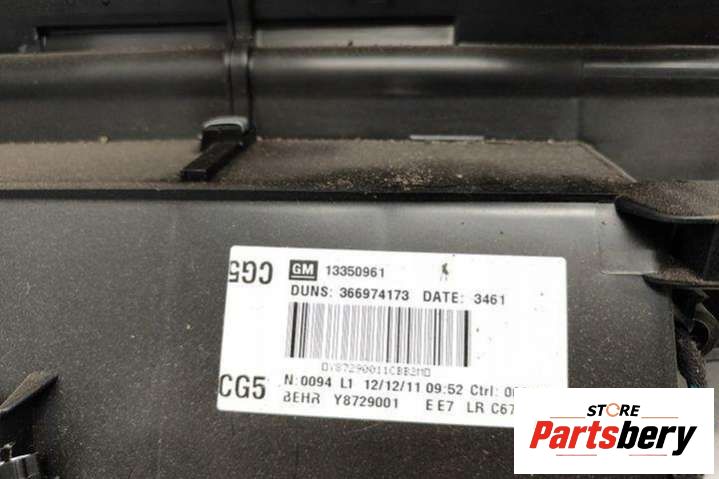 CG5
GM 13350961
DUNS: 366974173 DATE: 3461
CG5
N:0094 L1 12/12/11 09:52 Ctrl:
BEHR Y8729001 E E7 LR
STORE
Partsbery